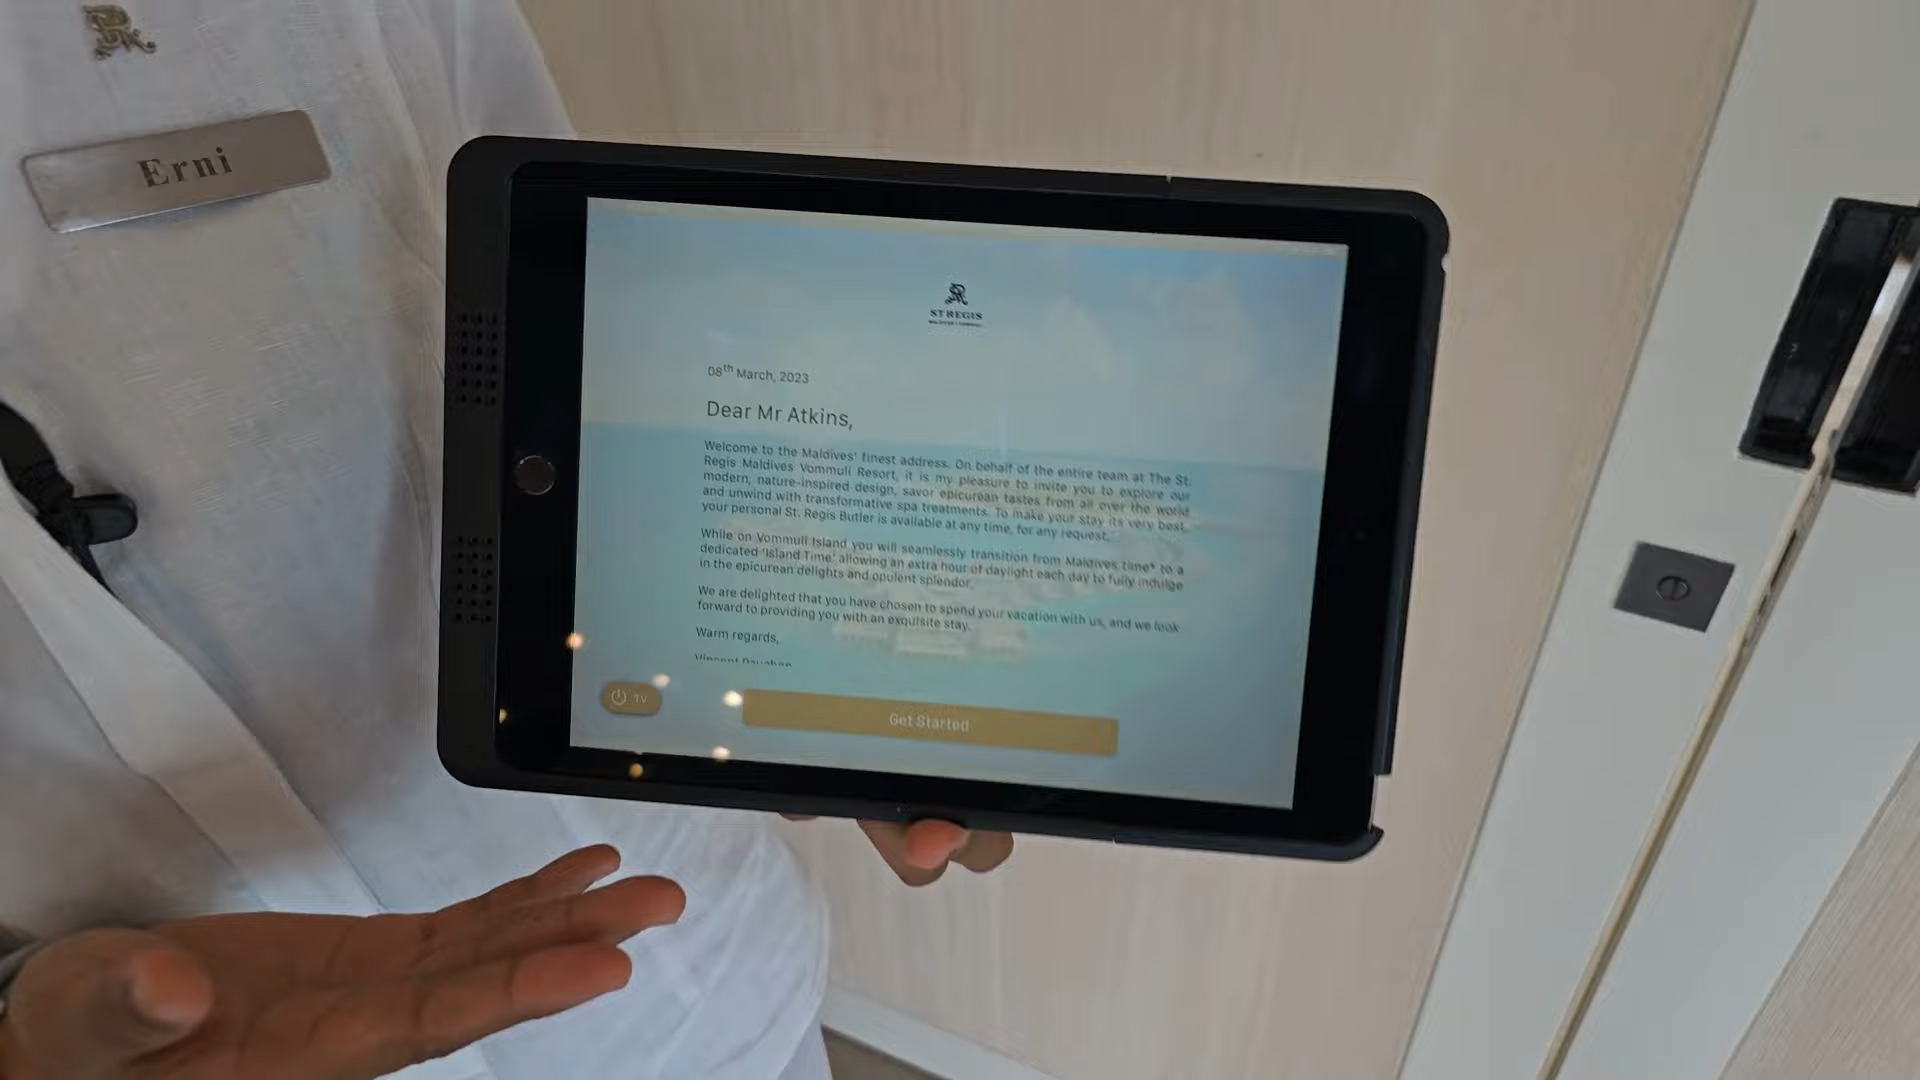 Erni
ST REGIS
08th March, 2023
Dear Mr Atkins,
Welcome to the Maldives' finest address. On behalf of the entire team at The St.
Regis Maldives Vommuli Resort, it is my pleasure to invite you to explore our
modern, nature-inspired design, savor epicurean tastes from all over the world
and unwind with transformative spa treatments. To make your stay its very best,
your personal St. Regis Butler is available at any time, for any request.
While on Vommuli Island you will seamlessly transition from Maldives time* to a
dedicated 'Island Time' allowing an extra hour of daylight each day to fully indulge
in the epicurean delights and opulent splendor.
We are delighted that you have chosen to spend your vacation with us, and we look
forward to providing you with an exquisite stay.
Warm regards,
TV
Get Started